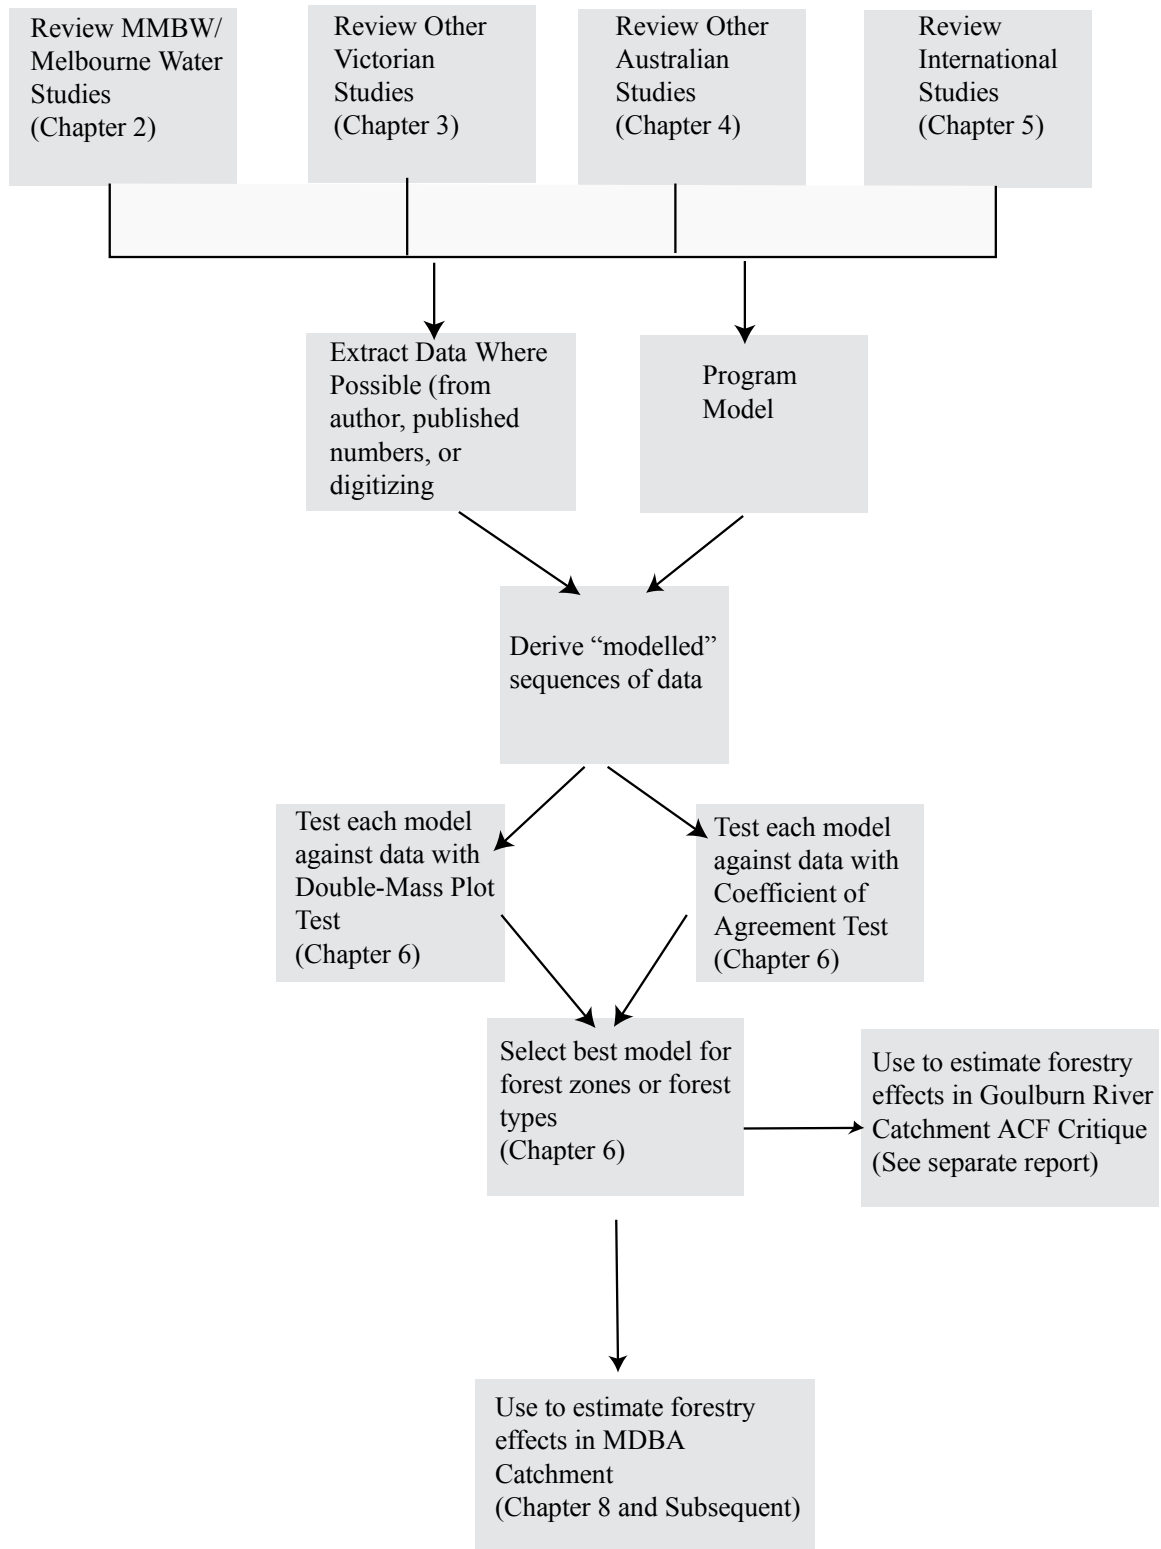 Review MMBW/
Melbourne Water
Studies
(Chapter 2)
Review Other
Victorian
Studies
(Chapter 3)
Review Other
Australian
Studies
(Chapter 4)
Review
International
Studies
(Chapter 5)
Extract Data Where
Possible (from
author, published
numbers, or
digitizing
Program
Model
Derive “modelled”
sequences of data
Test each model
against data with
Double-Mass Plot
Test
(Chapter 6)
Test each model
against data with
Coefficient of
Agreement Test
(Chapter 6)
Select best model for
forest zones or forest
types
(Chapter 6)
Use to estimate forestry
effects in Goulburn River
Catchment ACF Critique
(See separate report)
Use to estimate forestry
effects in MDBA
Catchment
(Chapter 8 and Subsequent)